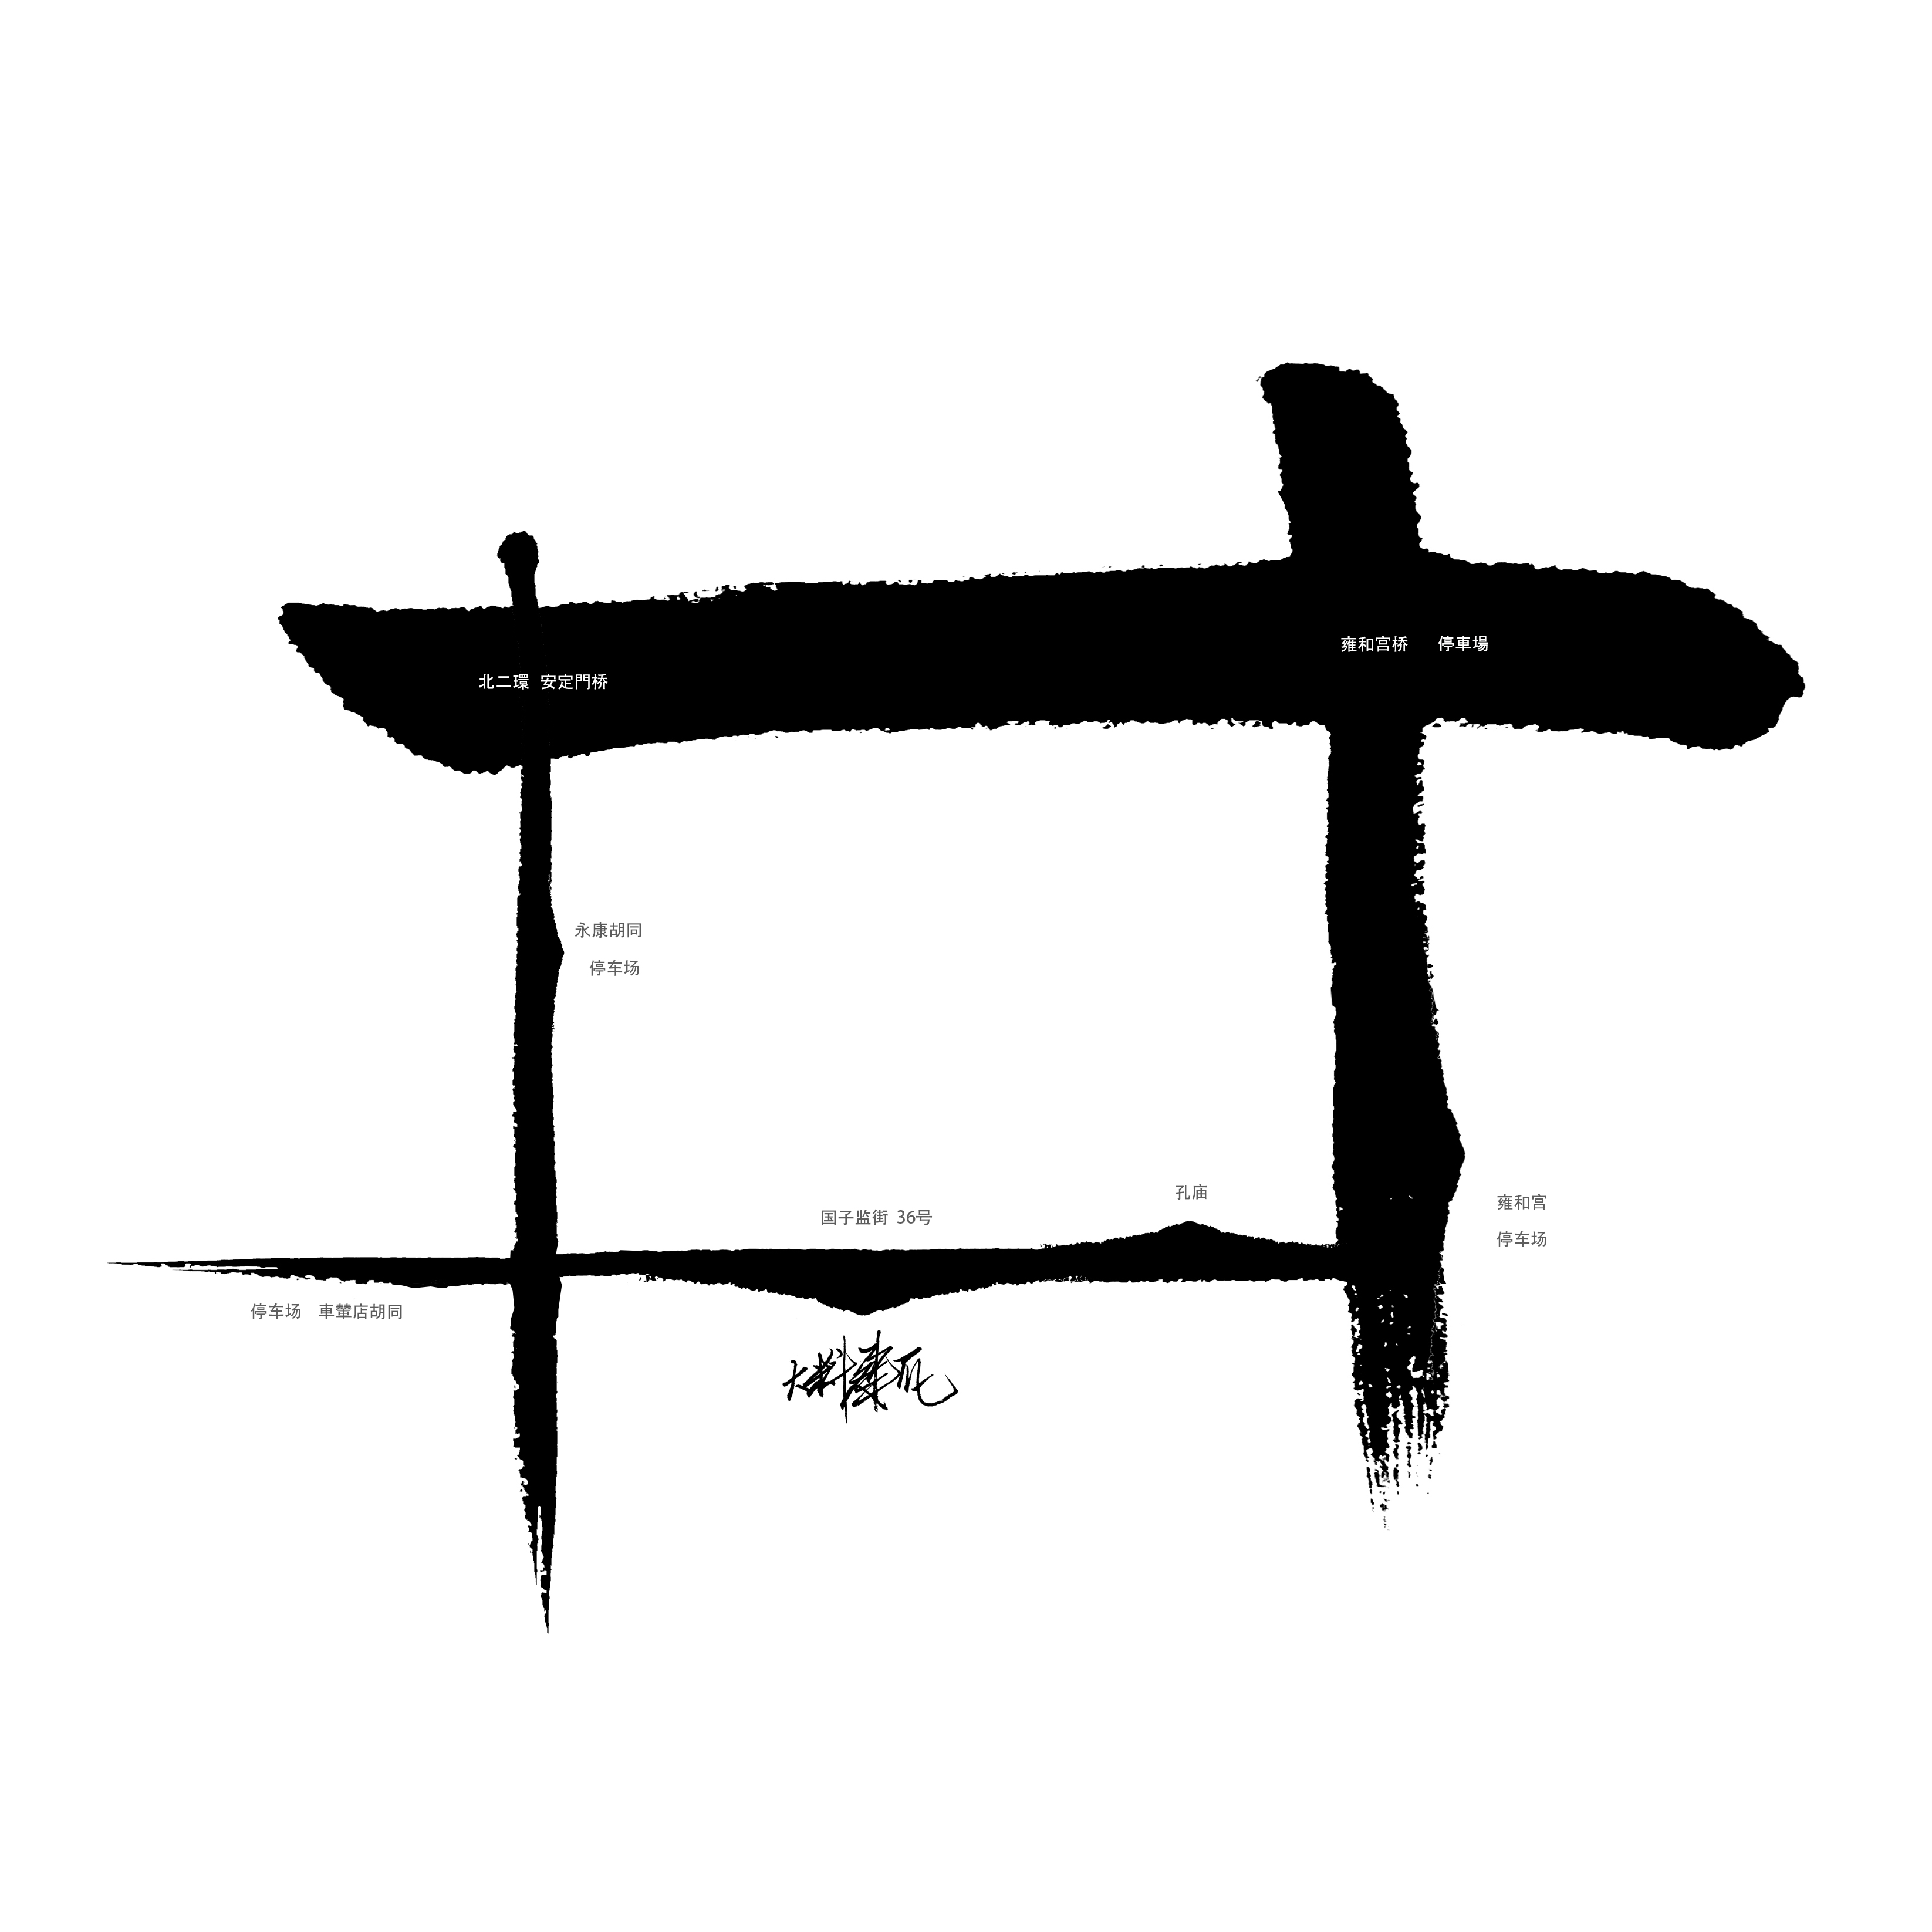 雍和宫桥 停車場
北二環 安定門桥
永康胡同
停车场
孔庙
雍和宫
国子监街 36号
停车场
停车场 車輦店胡同